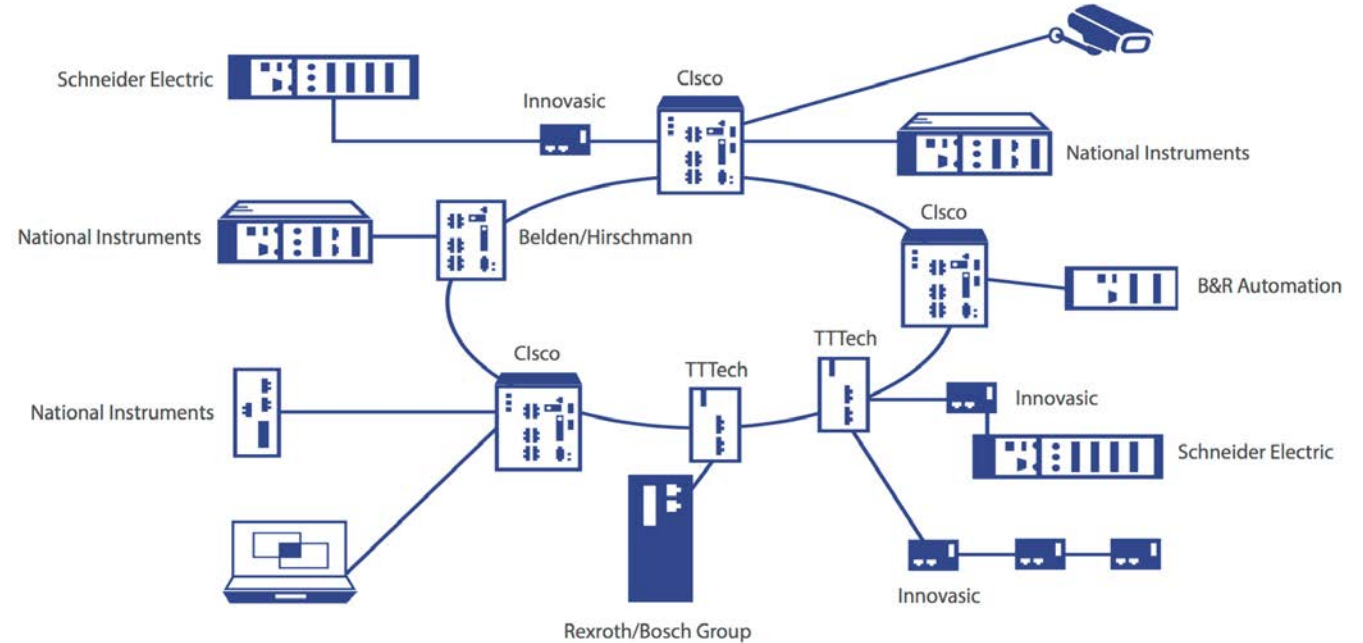 CIsco
Schneider Electric
Innovasic
National Instruments
CIsco
National Instruments
Belden/Hirschmann
B&R Automation
TTTech
CIsco
TTTech
Innovasic
National Instruments
Schneider Electric
Innovasic
Rexroth/Bosch Group